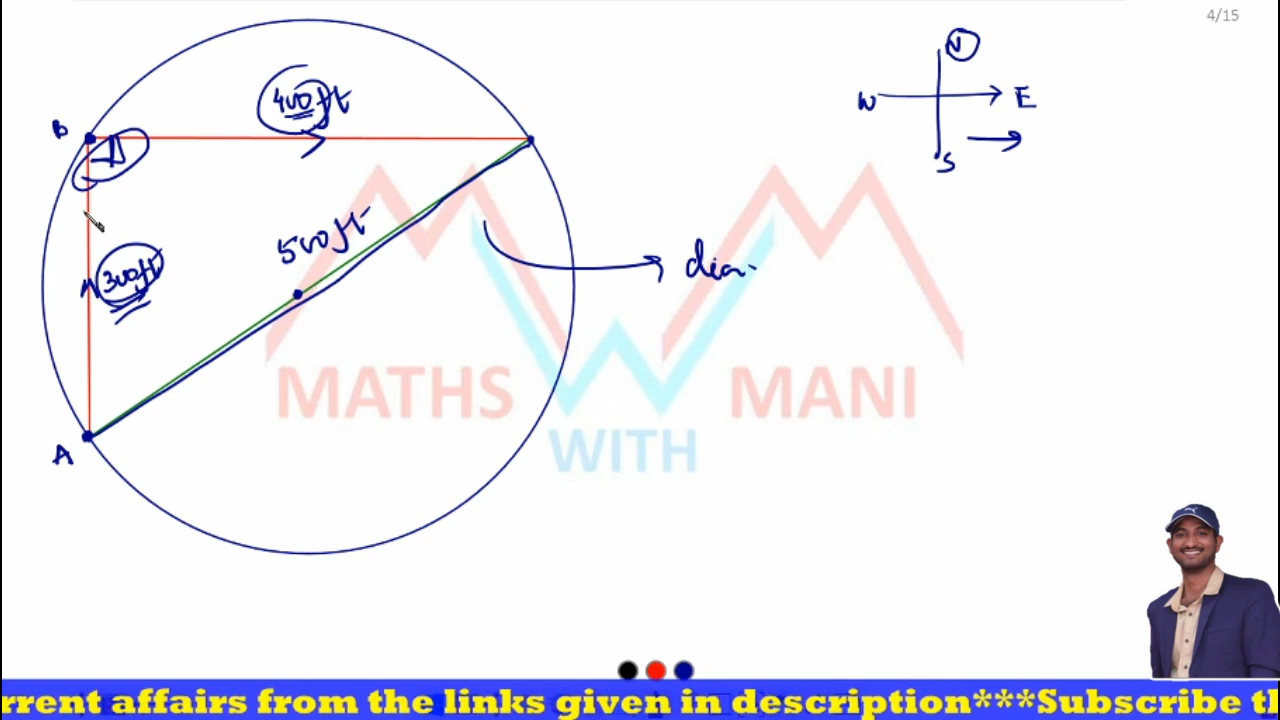 4/15
N
W
E
S
400ft
B
500ft
300ft
dia.
A
MATHS
WITH
MANI
rrent affairs from the links given in description***Subscribe th